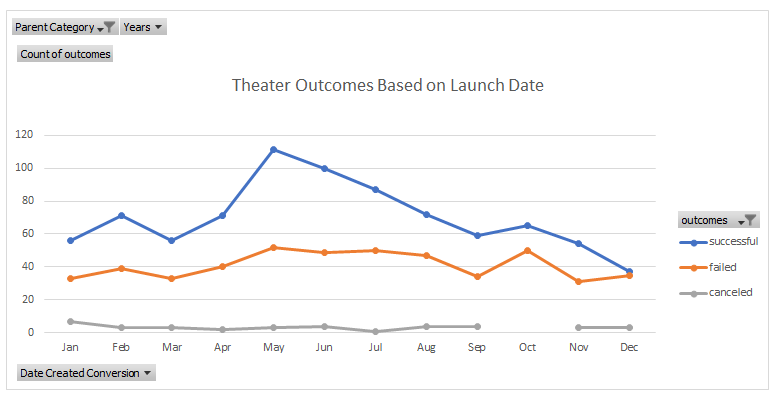 Parent Category Years
Count of outcomes
Theater Outcomes Based on Launch Date
120
100
80
60
40
20
0
Jan Feb Mar Apr May Jun Jul Aug Sep Oct Nov Dec
outcomes
successful
failed
canceled
Date Created Conversion